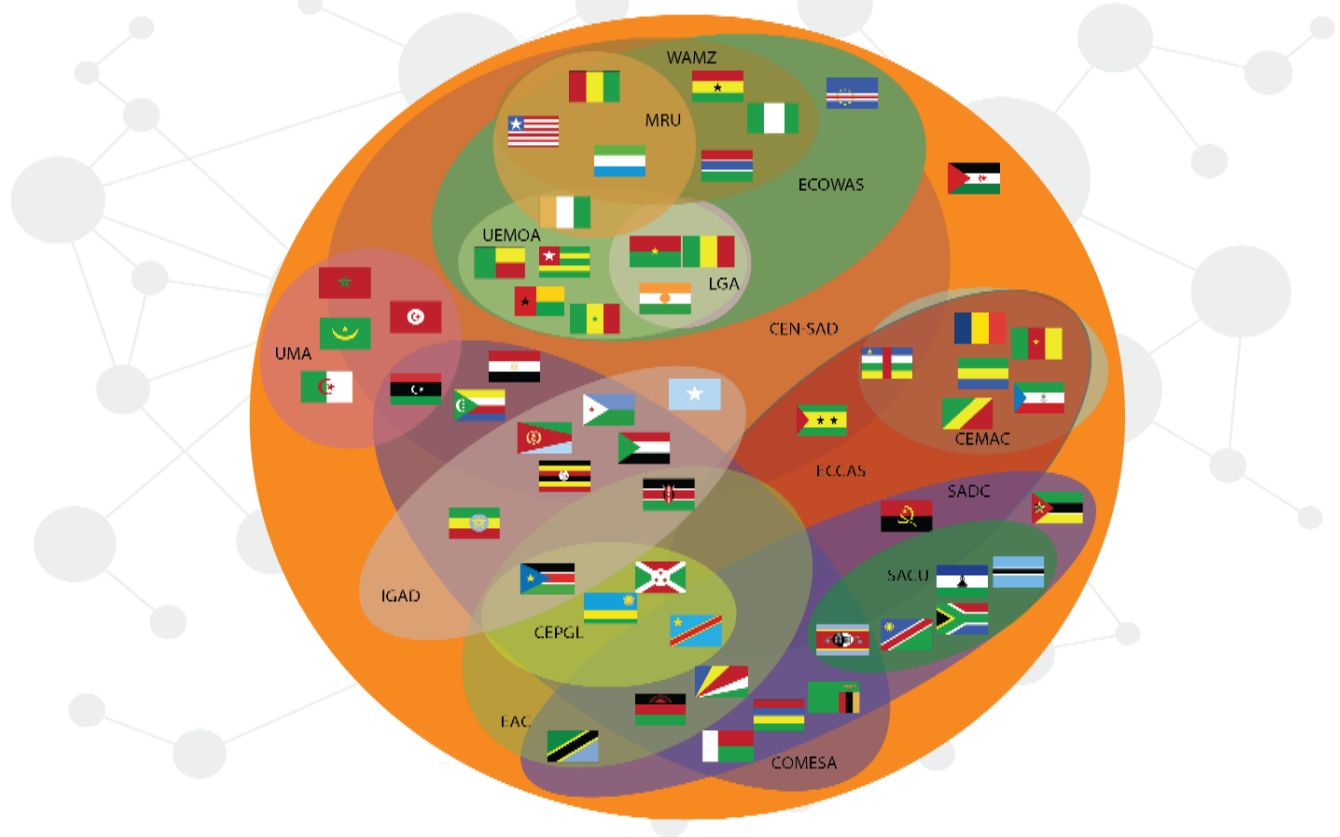 WAMZ
MRU
ECOWAS
UEMOA
LGA
CEN-SAD
UMA
CEMAC
ECCAS
SADC
SACU
IGAD
CEPGL
EAC
COMESA